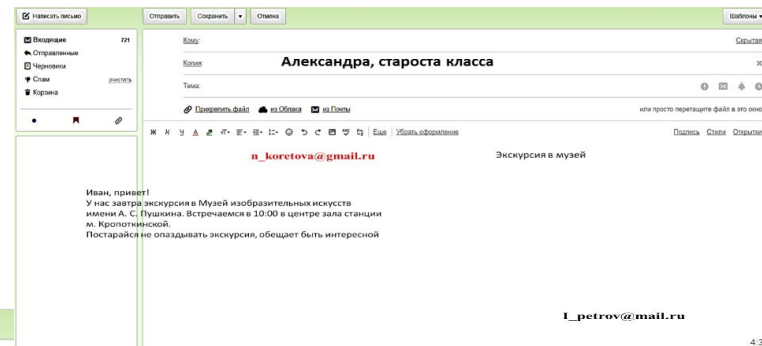 Написать письмо
Отправить Сохранить Отмена Шаблоны
Входящие 721
Отправленные
Черновики
Спам очистить
Корзина
Кому: Скрытая
Копия: Александра, староста класса
Тема:
Прикрепить файл из Облака из Почты или просто перетащите файл в это окно
Ж К Ч А Еще Убрать оформление Подпись Стили Открытки
n_koretova@gmail.ru Экскурсия в музей
Иван, привет!
У нас завтра экскурсия в Музей изобразительных искусств
имени А. С. Пушкина. Встречаемся в 10:00 в центре зала станции
м. Кропоткинской.
Постарайся не опаздывать экскурсия, обещает быть интересной
I_petrov@mail.ru
4:3